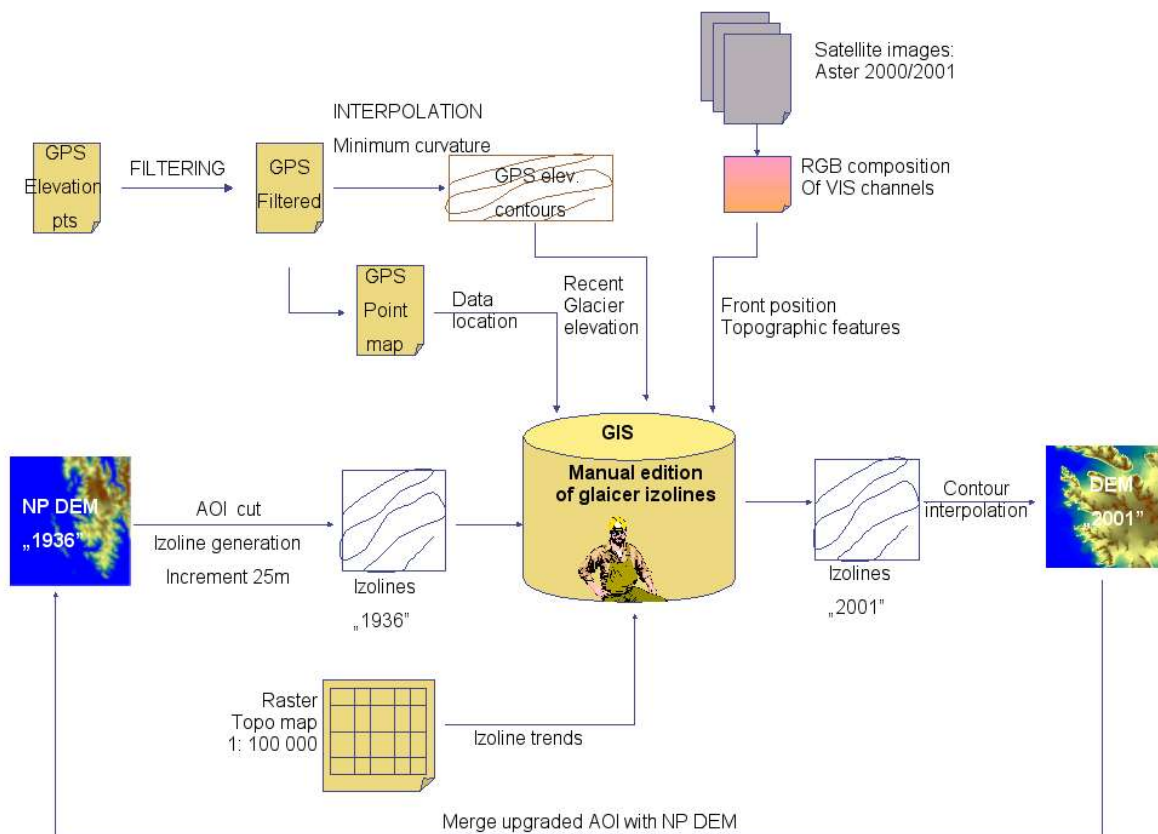 Satellite images:
Aster 2000/2001
INTERPOLATION
Minimum curvature
GPS
Elevation
pts
FILTERING
GPS
Filtered
GPS elev.
contours
RGB composition
Of VIS channels
GPS
Point
map
Data
location
Recent
Glacier
elevation
Front position
Topographic features
GIS
Manual edition
of glaicer izolines
NP DEM
„1936”
AOI cut
Izoline generation
Increment 25m
Izolines
„1936”
Izolines
„2001”
Contour
interpolation
DEM
„2001”
Raster
Topo map
1: 100 000
Izoline trends
Merge upgraded AOI with NP DEM